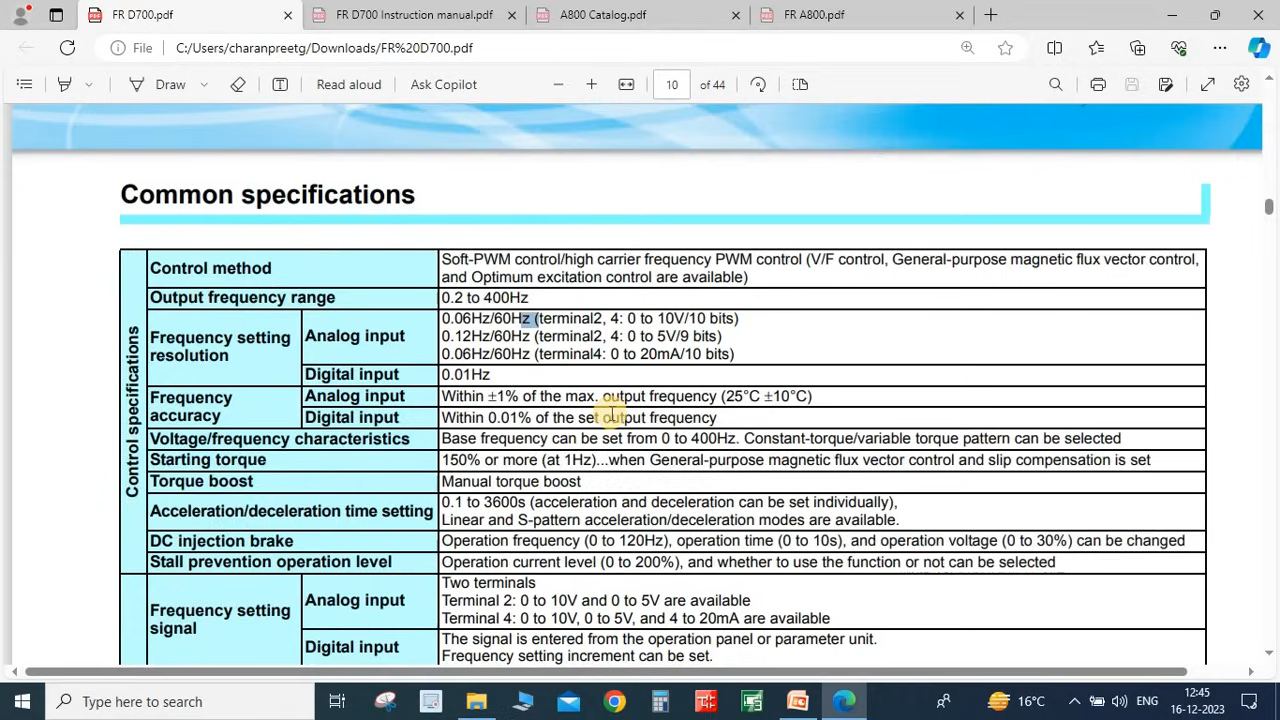 FR D700.pdf
FR D700 Instruction manual.pdf
A800 Catalog.pdf
FR A800.pdf
File
C:/Users/charanpreetg/Downloads/FR%20D700.pdf
Draw
Read aloud
Ask Copilot
10
of 44
Common specifications
Control specifications
Control method
Soft-PWM control/high carrier frequency PWM control (V/F control, General-purpose magnetic flux vector control,
and Optimum excitation control are available)
Output frequency range
0.2 to 400Hz
Frequency setting
resolution
Analog input
0.06Hz/60Hz (terminal2, 4: 0 to 10V/10 bits)
0.12Hz/60Hz (terminal2, 4: 0 to 5V/9 bits)
0.06Hz/60Hz (terminal4: 0 to 20mA/10 bits)
Digital input
0.01Hz
Frequency
accuracy
Analog input
Within ±1% of the max. output frequency (25°C ±10°C)
Digital input
Within 0.01% of the set output frequency
Voltage/frequency characteristics
Base frequency can be set from 0 to 400Hz. Constant-torque/variable torque pattern can be selected
Starting torque
150% or more (at 1Hz)...when General-purpose magnetic flux vector control and slip compensation is set
Torque boost
Manual torque boost
Acceleration/deceleration time setting
0.1 to 3600s (acceleration and deceleration can be set individually),
Linear and S-pattern acceleration/deceleration modes are available.
DC injection brake
Operation frequency (0 to 120Hz), operation time (0 to 10s), and operation voltage (0 to 30%) can be changed
Stall prevention operation level
Operation current level (0 to 200%), and whether to use the function or not can be selected
Frequency setting
signal
Analog input
Two terminals
Terminal 2: 0 to 10V and 0 to 5V are available
Terminal 4: 0 to 10V, 0 to 5V, and 4 to 20mA are available
Digital input
The signal is entered from the operation panel or parameter unit.
Frequency setting increment can be set.
Type here to search
16°C
12:45
16-12-2023